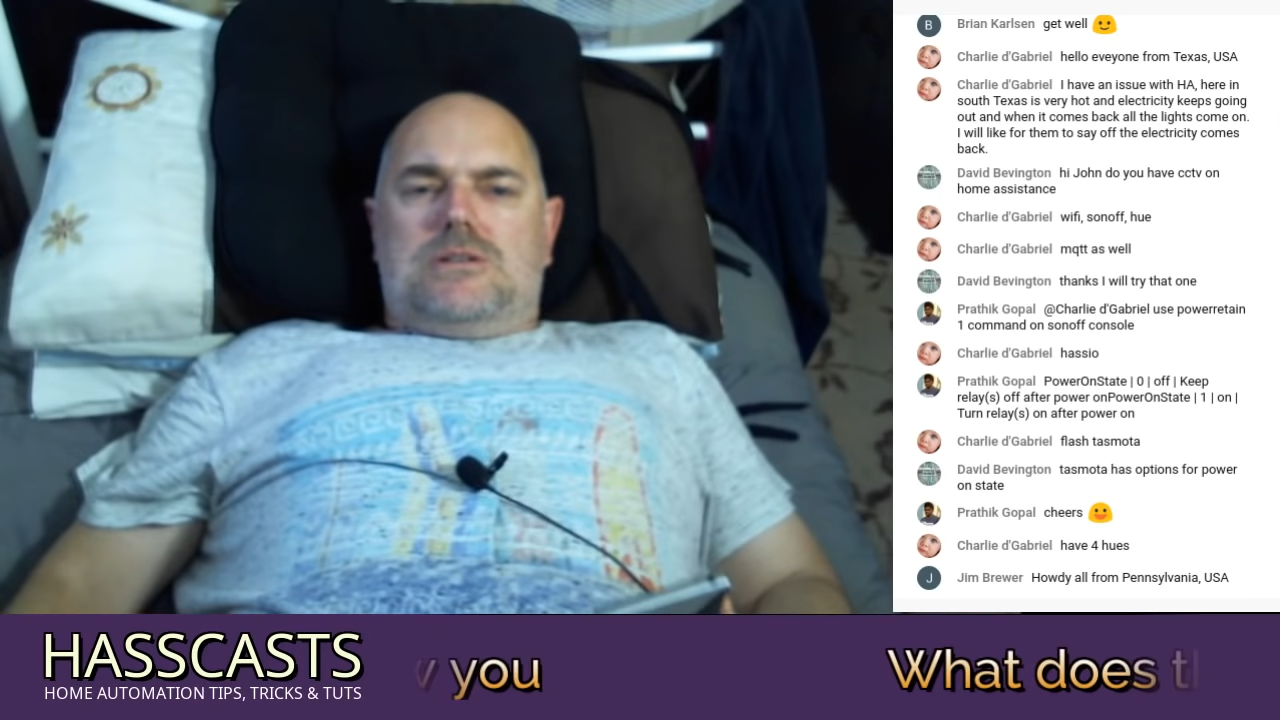 Brian Karlsen get well
Charlie d'Gabriel hello eveyone from Texas, USA
Charlie d'Gabriel I have an issue with HA, here in
south Texas is very hot and electricity keeps going
out and when it comes back all the lights come on.
I will like for them to say off the electricity comes
back.
David Bevington hi John do you have cctv on
home assistance
Charlie d'Gabriel wifi, sonoff, hue
Charlie d'Gabriel mqtt as well
David Bevington thanks I will try that one
Prathik Gopal @Charlie d'Gabriel use powerretain
1 command on sonoff console
Charlie d'Gabriel hassio
Prathik Gopal PowerOnState | 0 | off | Keep
relay(s) off after power onPowerOnState | 1 | on |
Turn relay(s) on after power on
Charlie d'Gabriel flash tasmota
David Bevington tasmota has options for power
on state
Prathik Gopal cheers
Charlie d'Gabriel have 4 hues
J Jim Brewer Howdy all from Pennsylvania, USA
HASSCASTS
HOME AUTOMATION TIPS, TRICKS & TUTS
you
What does